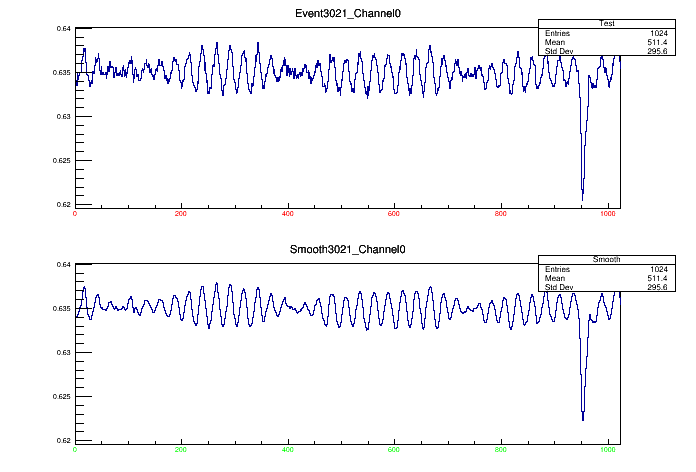 Event3021_Channel0
Test
Entries 1024
Mean 511.4
Std Dev 295.6
0.64
0.635
0.63
0.625
0.62
0 200 400 600 800 1000
Smooth3021_Channel0
Smooth
Entries 1024
Mean 511.4
Std Dev 295.6
0.64
0.635
0.63
0.625
0.62
0 200 400 600 800 1000